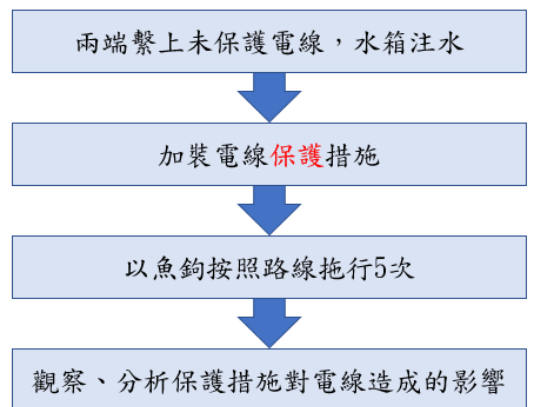 兩端繫上未保護電線，水箱注水
加裝電線保護措施
以魚鉤按照路線拖行5次
觀察、分析保護措施對電線造成的影響